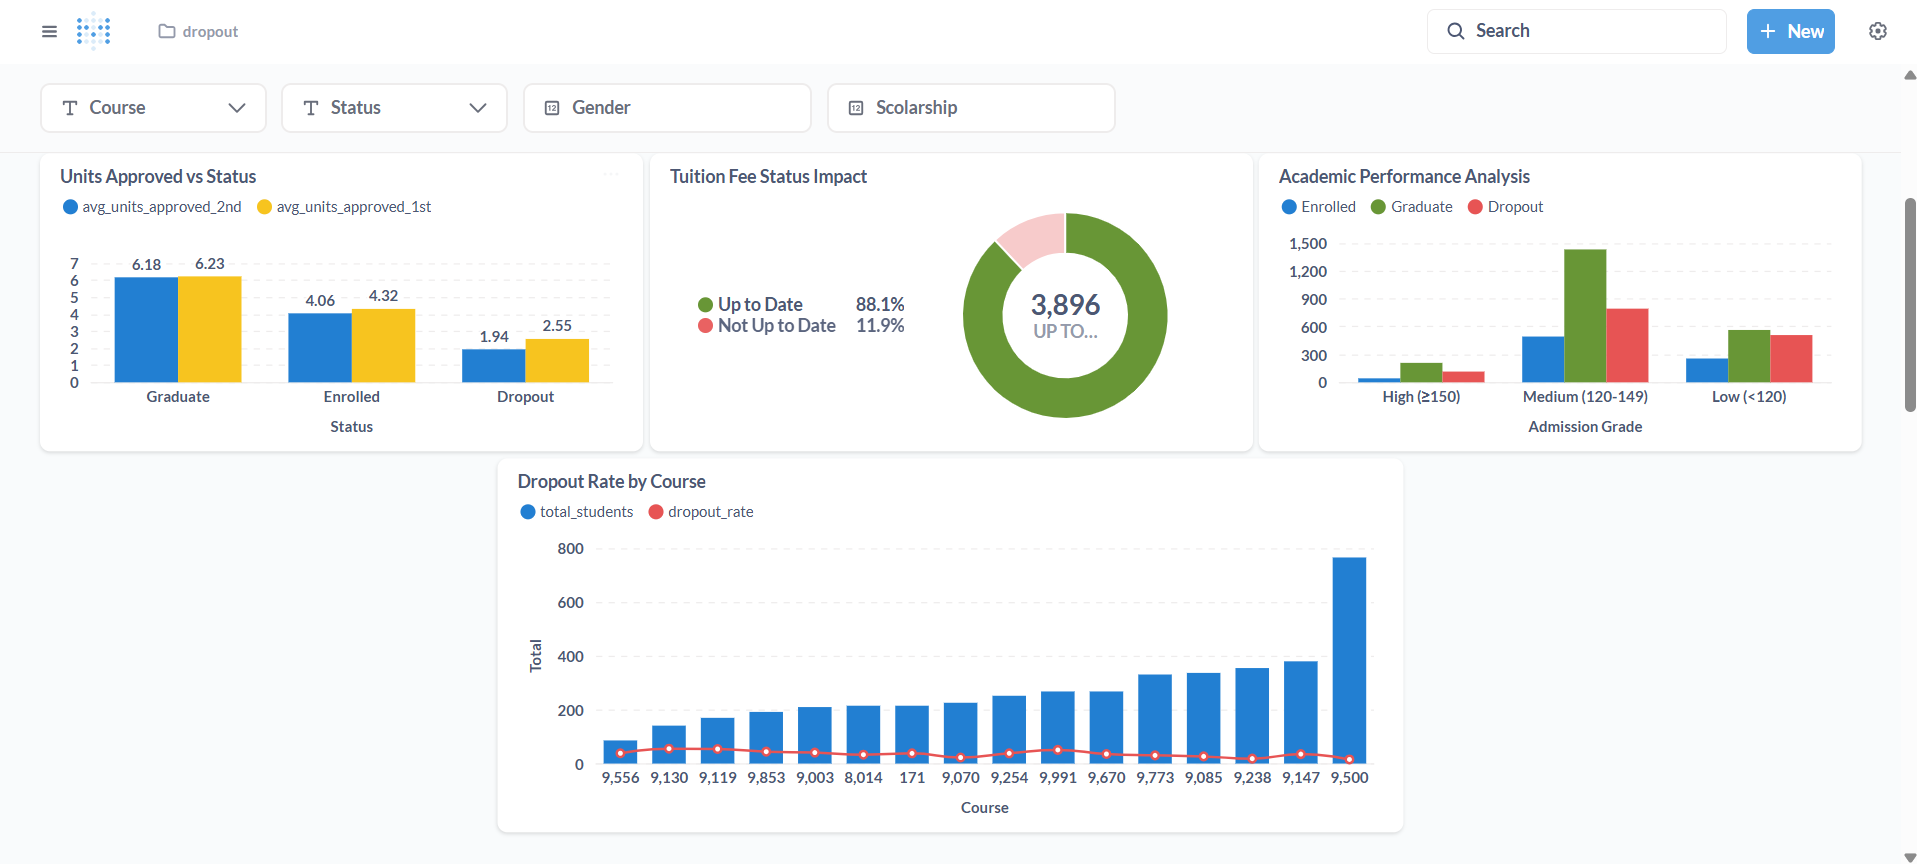 dropout
Search
+ New
Course
Status
12 Gender
12 Scolarship
Units Approved vs Status
avg_units_approved_2nd avg_units_approved_1st
7
6
5
4
3
2
1
0
6.18 6.23
4.06 4.32
1.94 2.55
Graduate Enrolled Dropout
Status
Tuition Fee Status Impact
Up to Date 88.1%
Not Up to Date 11.9%
3,896
UP TO...
Academic Performance Analysis
Enrolled Graduate Dropout
1,500
1,200
900
600
300
0
High (≥150) Medium (120-149) Low (<120)
Admission Grade
Dropout Rate by Course
total_students dropout_rate
Total
800
600
400
200
0
9,556 9,130 9,119 9,853 9,003 8,014 171 9,070 9,254 9,991 9,670 9,773 9,085 9,238 9,147 9,500
Course